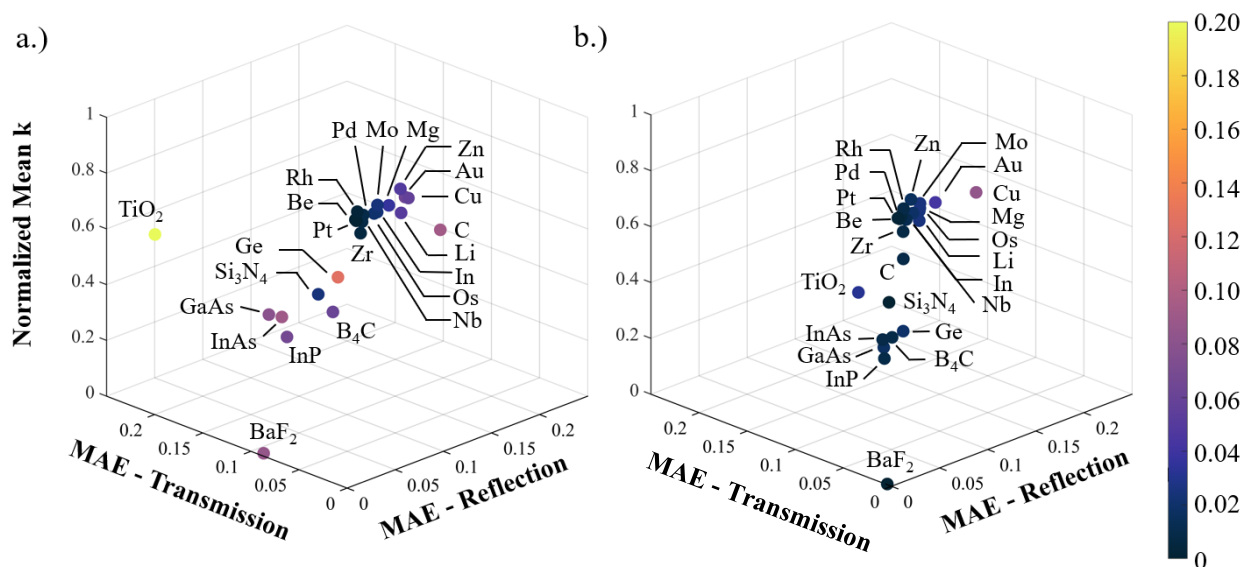 a.)
Normalized Mean k
1
0.8
0.6
0.4
0.2
0
0.2
0.15
0.1
0.05
0
MAE - Transmission
0
0.05
0.1
0.15
0.2
MAE - Reflection
Pd
Mo
Mg
Zn
Au
Cu
C
Li
In
Os
Nb
Rh
Be
Pt
Zr
TiO₂
Ge
Si₃N₄
GaAs
InAs
InP
B₄C
BaF₂
b.)
1
0.8
0.6
0.4
0.2
0
0.2
0.15
0.1
0.05
0
MAE - Transmission
0
0.05
0.1
0.15
0.2
MAE - Reflection
Rh
Zn
Mo
Pd
Au
Pt
Cu
Be
Mg
Zr
Os
C
Li
In
Nb
TiO₂
Si₃N₄
InAs
Ge
GaAs
B₄C
InP
BaF₂
0.20
0.18
0.16
0.14
0.12
0.10
0.08
0.06
0.04
0.02
0